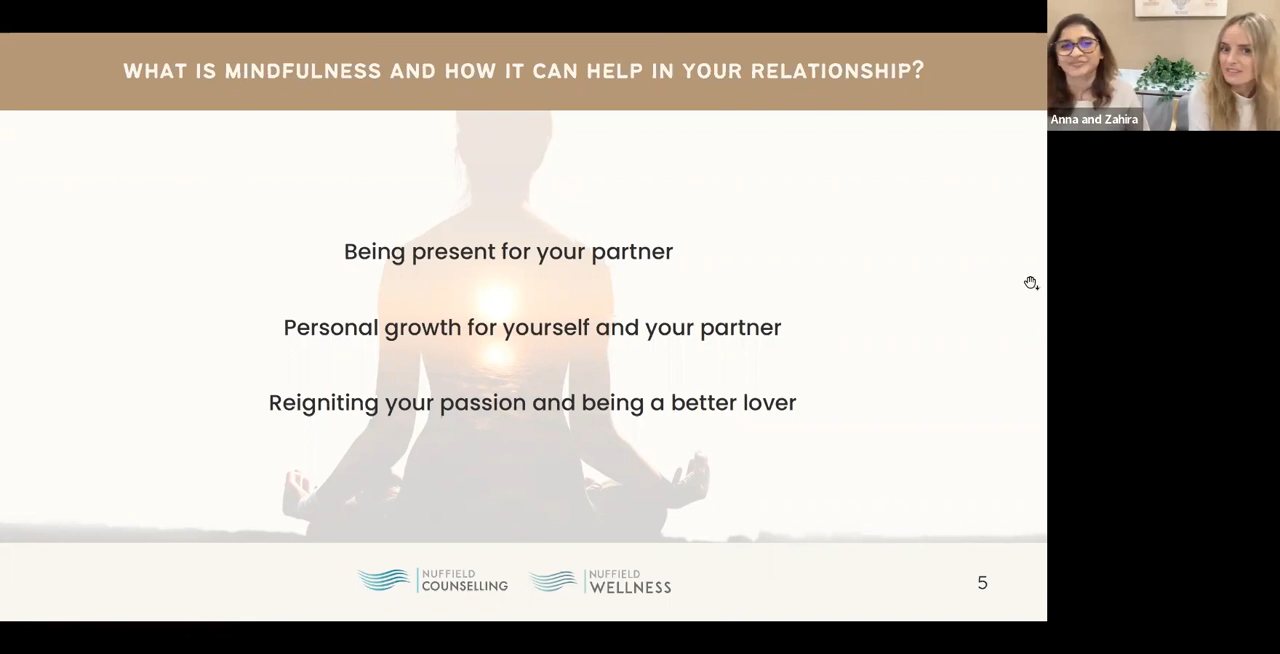 WHAT IS MINDFULNESS AND HOW IT CAN HELP IN YOUR RELATIONSHIP?
Anna and Zahira
Being present for your partner
Personal growth for yourself and your partner
Reigniting your passion and being a better lover
NUFFIELD
COUNSELLING
NUFFIELD
WELLNESS
5